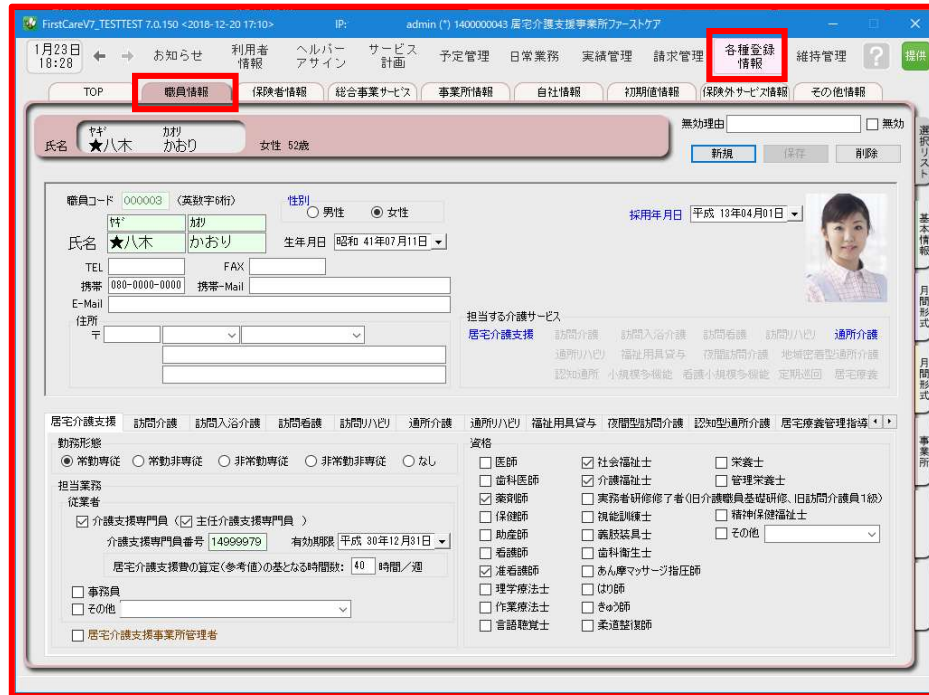 FirstCareV7_TESTTEST 7.0.150 <2018-12-20 17:10> IP: admin (*) 1400000043 居宅介護支援事業所ファーストケア
1月23日 18:28 お知らせ 利用者情報 ヘルパーアサイン サービス計画 予定管理 日常業務 実績管理 請求管理 各種登録情報 維持管理 ? 提供
TOP 職員情報 保険者情報 総合事業サービス 事業所情報 自社情報 初期値情報 保険外サービス情報 その他情報
無効理由 無効
ヤギ カオリ
氏名 ★八木 かおり 女性 52歳
新規 保存 削除
選択リスト
職員コード 000003 (英数字6桁) 性別 男性 女性 採用年月日 平成 13年04月01日
ヤギ カオリ
氏名 ★八木 かおり 生年月日 昭和 41年07月11日
基本情報
TEL FAX
携帯 080-0000-0000 携帯-Mail
E-Mail
月間形式
住所
〒
担当する介護サービス
居宅介護支援 訪問介護 訪問入浴介護 訪問看護 訪問リハビリ 通所介護
通所リハビリ 福祉用具貸与 夜間訪問介護 地域密着型通所介護
認知通所 小規模多機能 看護小規模多機能 定期巡回 居宅療養
月間形式
居宅介護支援 訪問介護 訪問入浴介護 訪問看護 訪問リハビリ 通所介護 通所リハビリ 福祉用具貸与 夜間型訪問介護 認知型通所介護 居宅療養管理指導
事業所
勤務形態
常勤専従 常勤非専従 非常勤専従 非常勤非専従 なし
担当業務
従業者
介護支援専門員 ( 主任介護支援専門員 )
介護支援専門員番号 14999979 有効期限 平成 30年12月31日
居宅介護支援費の算定(参考値)の基となる時間数: 40 時間/週
事務員
その他
居宅介護支援事業所管理者
資格
医師 社会福祉士 栄養士
歯科医師 介護福祉士 管理栄養士
薬剤師 実務者研修修了者(旧介護職員基礎研修、旧訪問介護員1級)
保健師 視能訓練士 精神保健福祉士
助産師 義肢装具士 その他
看護師 歯科衛生士
准看護師 あん摩マッサージ指圧師
理学療法士 はり師
作業療法士 きゅう師
言語聴覚士 柔道整復師